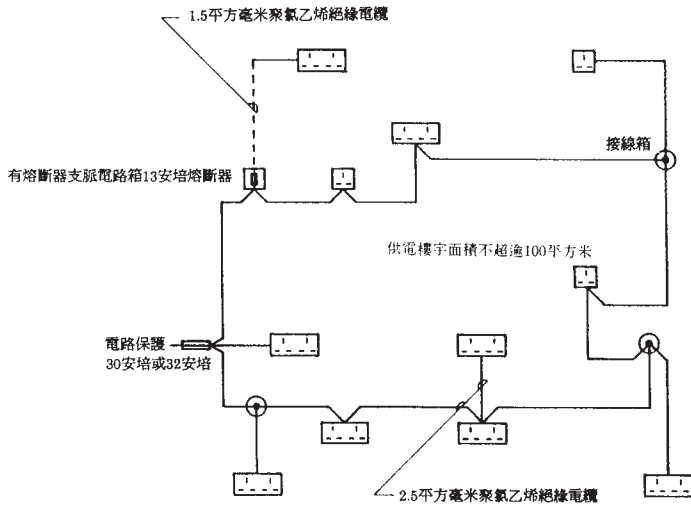 1.5平方毫米聚氯乙烯絕緣電纜
接線箱
有熔斷器支脈電路箱13安培熔斷器
供電樓宇面積不超逾100平方米
電路保護
30安培或32安培
2.5平方毫米聚氯乙烯絕緣電纜